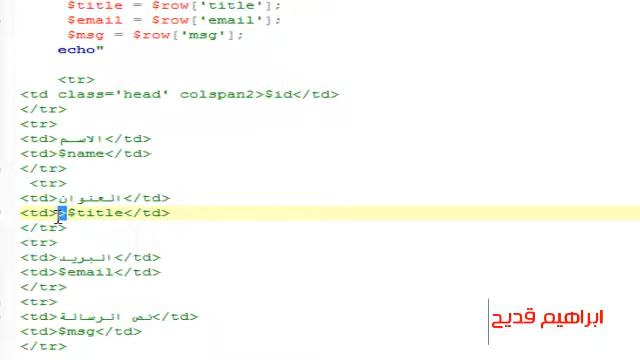 $title = $row['title'];
$email = $row['email'];
$msg = $row['msg'];
echo"
<tr>
<td class='head' colspan2>$id</td>
</tr>
<tr>
<td>الاسم</td>
<td>$name</td>
</tr>
<tr>
<td>العنوان</td>
<td>>$title</td>
</tr>
<tr>
<td>البريد</td>
<td>$email</td>
</tr>
<tr>
<td>نص الرسالة</td>
<td>$msg</td>
</tr>
ابراهيم قديح